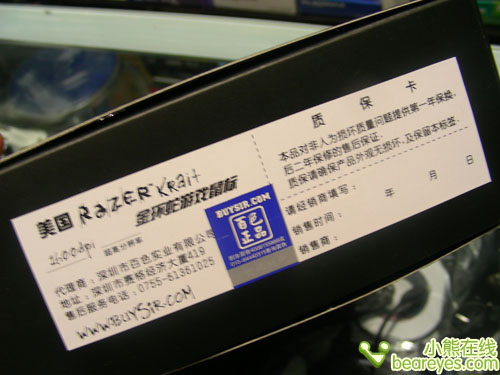 美国 RAZER Krait
金环蛇游戏鼠标
1600dpi 超高分辨率
代理商：深圳市百色实业有限公司
地址：深圳市赛格经济大厦419
售后服务电话：0755-61361025
www.BUYSIR.COM
BUYSIR.COM
百色
正品
质保卡
本品对非人为损坏质量问题提供第一年保换，
后二年保修的售后保证.
质保请确保产品外观无损坏，及保留本标签.
请经销商填写：
销售时间： 年 月 日
销售商：
小熊在线
beareyes.com